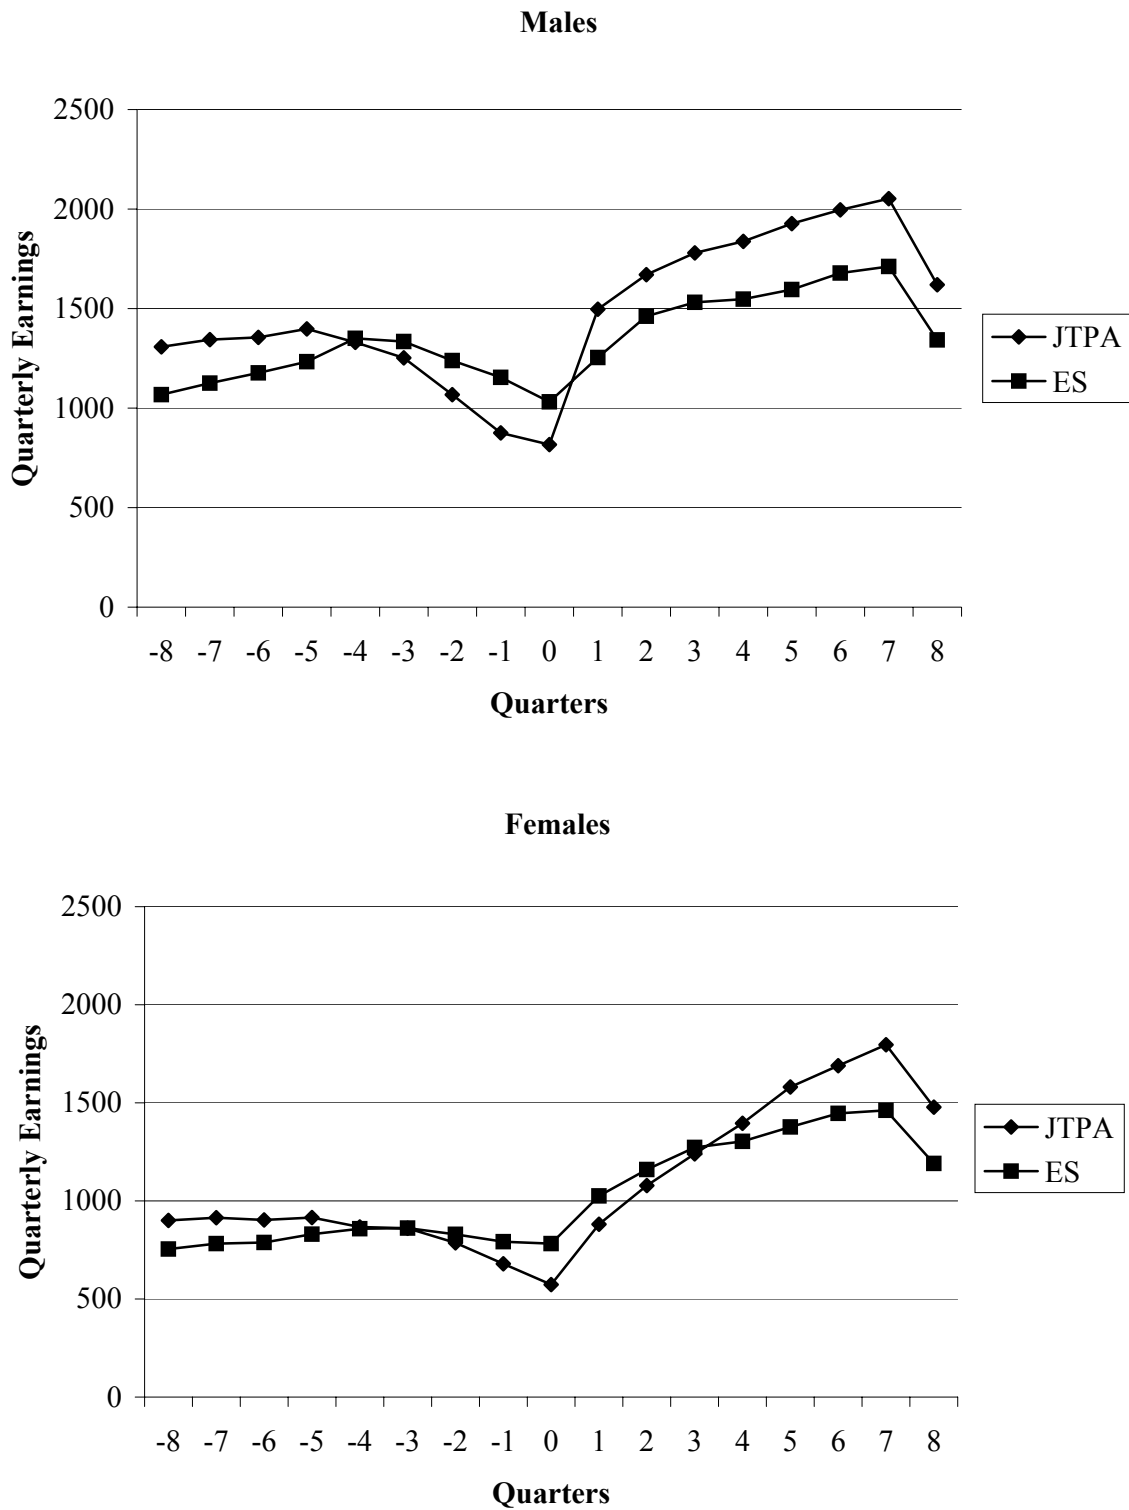 Males
2500
2000
1500
1000
500
0
Quarterly Earnings
-8 -7 -6 -5 -4 -3 -2 -1 0 1 2 3 4 5 6 7 8
Quarters
JTPA
ES
Females
2500
2000
1500
1000
500
0
Quarterly Earnings
-8 -7 -6 -5 -4 -3 -2 -1 0 1 2 3 4 5 6 7 8
Quarters
JTPA
ES